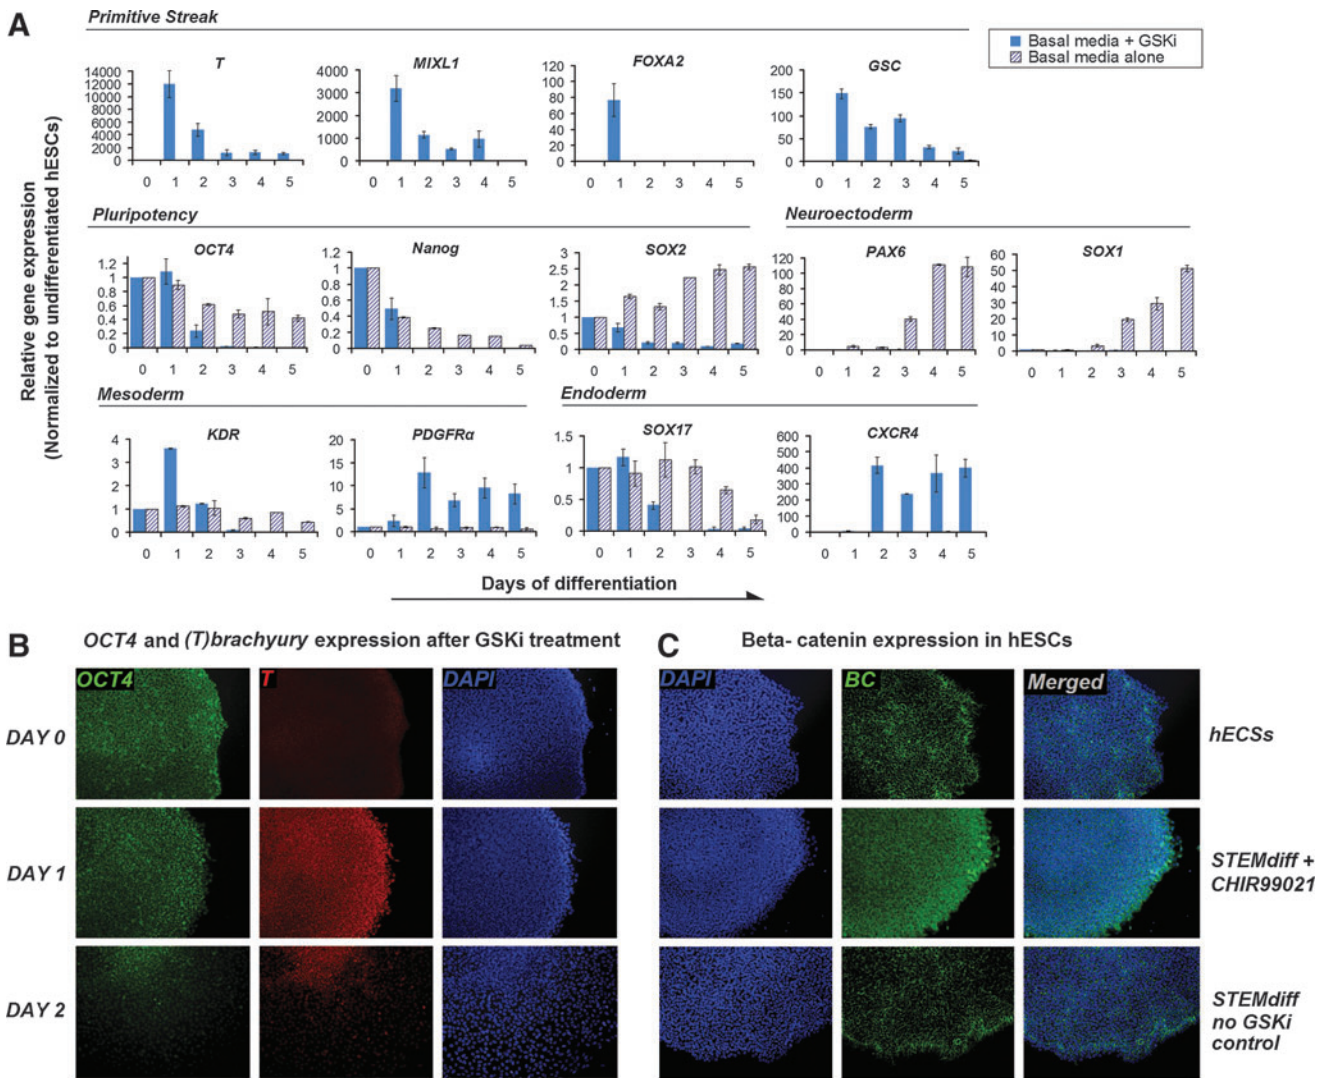 A
Primitive Streak
Basal media + GSKi
Basal media alone
Relative gene expression
(Normalized to undifferentiated hESCs)
T
14000
12000
10000
8000
6000
4000
2000
0
0 1 2 3 4 5
MIXL1
4000
3000
2000
1000
0
0 1 2 3 4 5
FOXA2
120
100
80
60
40
20
0
0 1 2 3 4 5
GSC
200
150
100
50
0
0 1 2 3 4 5
Pluripotency
Neuroectoderm
OCT4
1.2
1
0.8
0.6
0.4
0.2
0
0 1 2 3 4 5
Nanog
1.2
1
0.8
0.6
0.4
0.2
0
0 1 2 3 4 5
SOX2
3
2.5
2
1.5
1
0.5
0
0 1 2 3 4 5
PAX6
120
100
80
60
40
20
0
0 1 2 3 4 5
SOX1
60
50
40
30
20
10
0
0 1 2 3 4 5
Mesoderm
Endoderm
KDR
4
3
2
1
0
0 1 2 3 4 5
PDGFRα
20
15
10
5
0
0 1 2 3 4 5
SOX17
1.5
1
0.5
0
0 1 2 3 4 5
CXCR4
600
500
400
300
200
100
0
0 1 2 3 4 5
Days of differentiation
B
OCT4 and (T)brachyury expression after GSKi treatment
OCT4 T DAPI
DAY 0
DAY 1
DAY 2
C
Beta- catenin expression in hESCs
DAPI BC Merged
hECSs
STEMdiff +
CHIR99021
STEMdiff
no GSKi
control